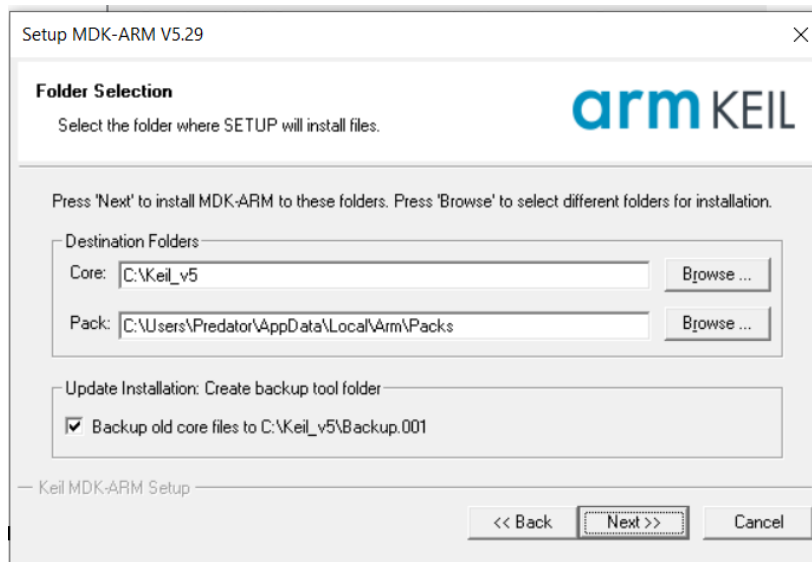 Setup MDK-ARM V5.29
Folder Selection
Select the folder where SETUP will install files.
arm KEIL
Press 'Next' to install MDK-ARM to these folders. Press 'Browse' to select different folders for installation.
Destination Folders
Core: C:\Keil_v5 Browse ...
Pack: C:\Users\Predator\AppData\Local\Arm\Packs Browse ...
Update Installation: Create backup tool folder
Backup old core files to C:\Keil_v5\Backup.001
Keil MDK-ARM Setup
<< Back Next >> Cancel